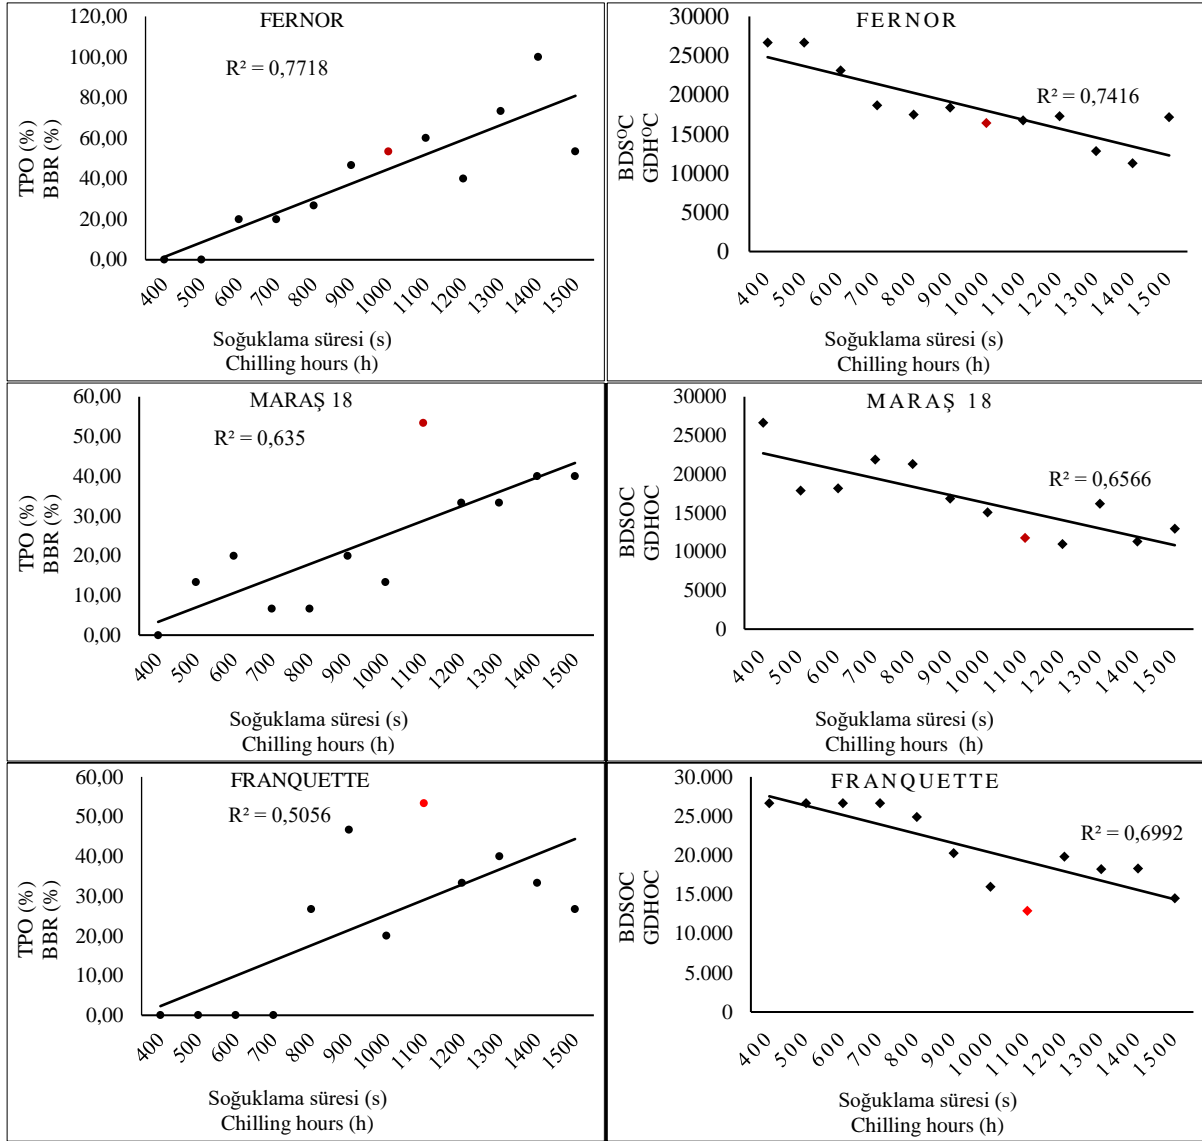 FERNOR
R² = 0,7718
120,00
100,00
80,00
60,00
40,00
20,00
0,00
TPO (%)
BBR (%)
400 500 600 700 800 900 1000 1100 1200 1300 1400 1500
Soğuklama süresi (s)
Chilling hours (h)
FERNOR
R² = 0,7416
30000
25000
20000
15000
10000
5000
0
BDSºC
GDHºC
400 500 600 700 800 900 1000 1100 1200 1300 1400 1500
Soğuklama süresi (s)
Chilling hours (h)
MARAŞ 18
R² = 0,635
60,00
50,00
40,00
30,00
20,00
10,00
0,00
TPO (%)
BBR (%)
400 500 600 700 800 900 1000 1100 1200 1300 1400 1500
Soğuklama süresi (s)
Chilling hours (h)
MARAŞ 18
R² = 0,6566
30000
25000
20000
15000
10000
5000
0
BDSOC
GDHOC
400 500 600 700 800 900 1000 1100 1200 1300 1400 1500
Soğuklama süresi (s)
Chilling hours (h)
FRANQUETTE
R² = 0,5056
60,00
50,00
40,00
30,00
20,00
10,00
0,00
TPO (%)
BBR (%)
400 500 600 700 800 900 1000 1100 1200 1300 1400 1500
Soğuklama süresi (s)
Chilling hours (h)
FRANQUETTE
R² = 0,6992
30.000
25.000
20.000
15.000
10.000
5.000
0
BDSOC
GDHOC
400 500 600 700 800 900 1000 1100 1200 1300 1400 1500
Soğuklama süresi (s)
Chilling hours (h)